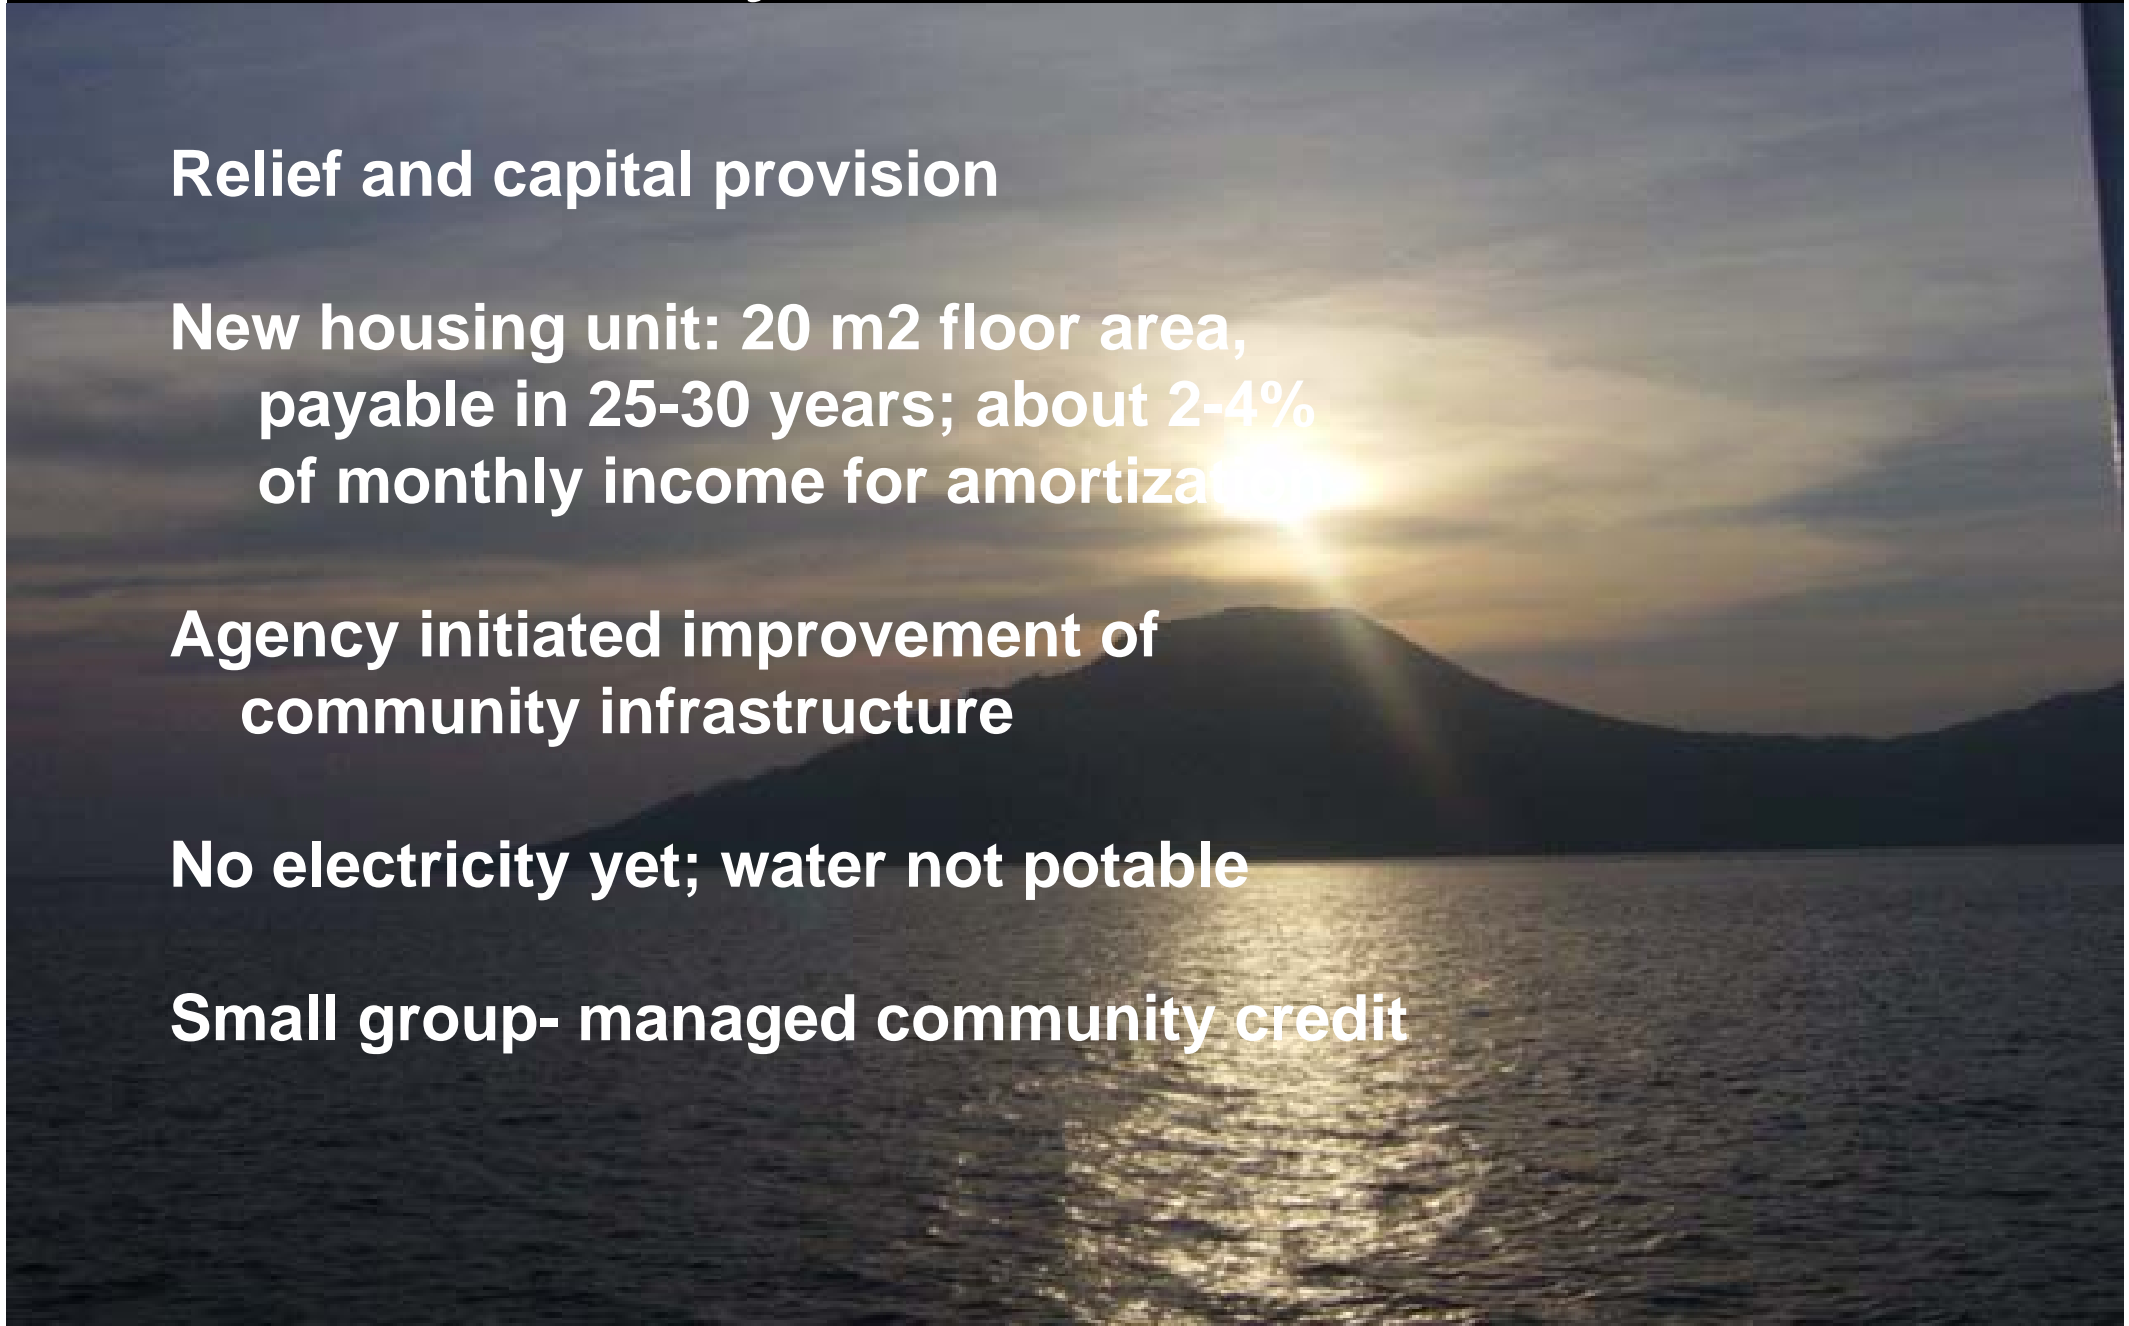 Relief and capital provision
New housing unit: 20 m2 floor area,
payable in 25-30 years; about 2-4%
of monthly income for
Agency initiated improvement of
community infrastructure
No electricity yet; water not potable
Small group- managed community credit